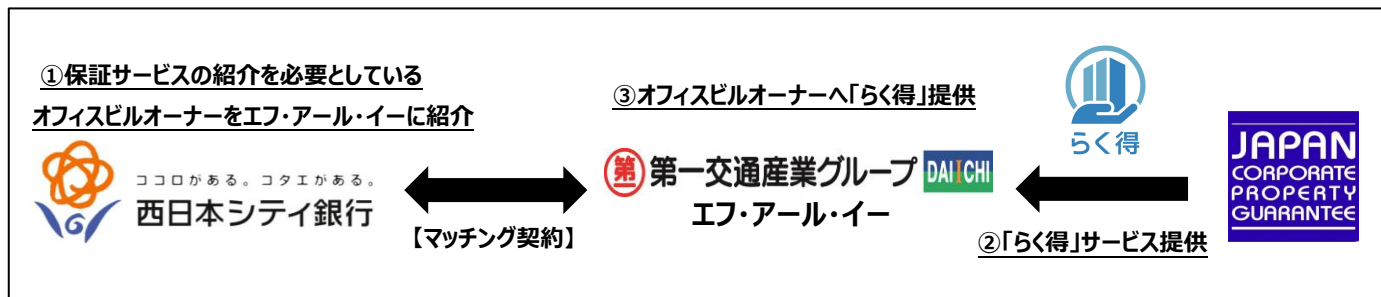 ①保証サービスの紹介を必要としている
オフィスビルオーナーをエフ・アール・イーに紹介
ココロがある。コタエがある。
西日本シティ銀行
【マッチング契約】
③オフィスビルオーナーへ「らく得」提供
第 第一交通産業グループ DAIICHI
エフ・アール・イー
らく得
②「らく得」サービス提供
JAPAN
CORPORATE
PROPERTY
GUARANTEE